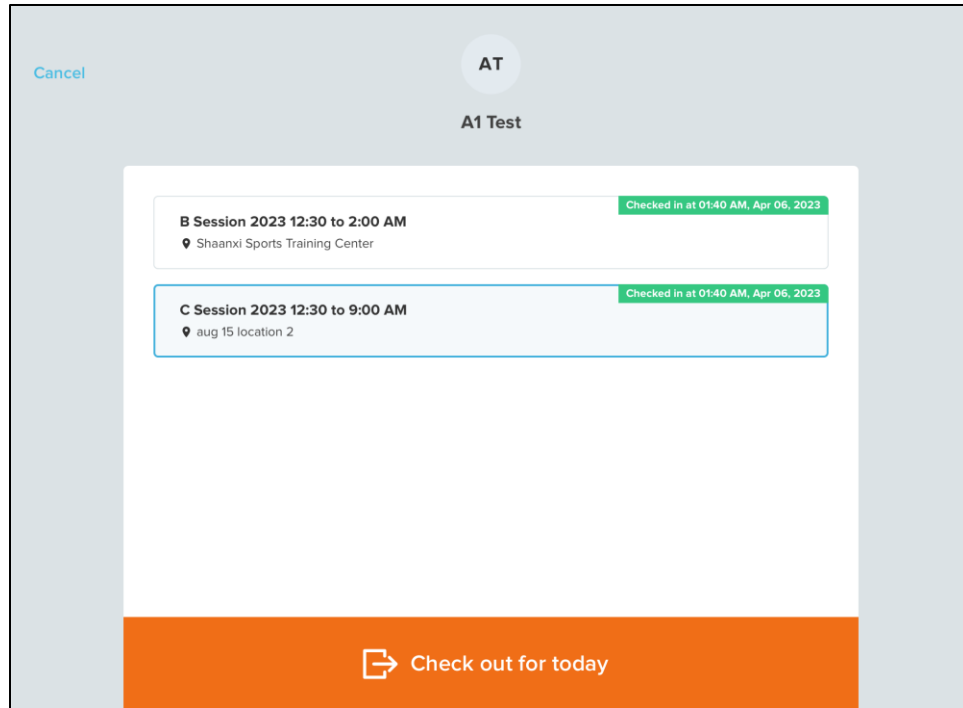 Cancel
AT
A1 Test
Checked in at 01:40 AM, Apr 06, 2023
B Session 2023 12:30 to 2:00 AM
Shaanxi Sports Training Center
Checked in at 01:40 AM, Apr 06, 2023
C Session 2023 12:30 to 9:00 AM
aug 15 location 2
Check out for today